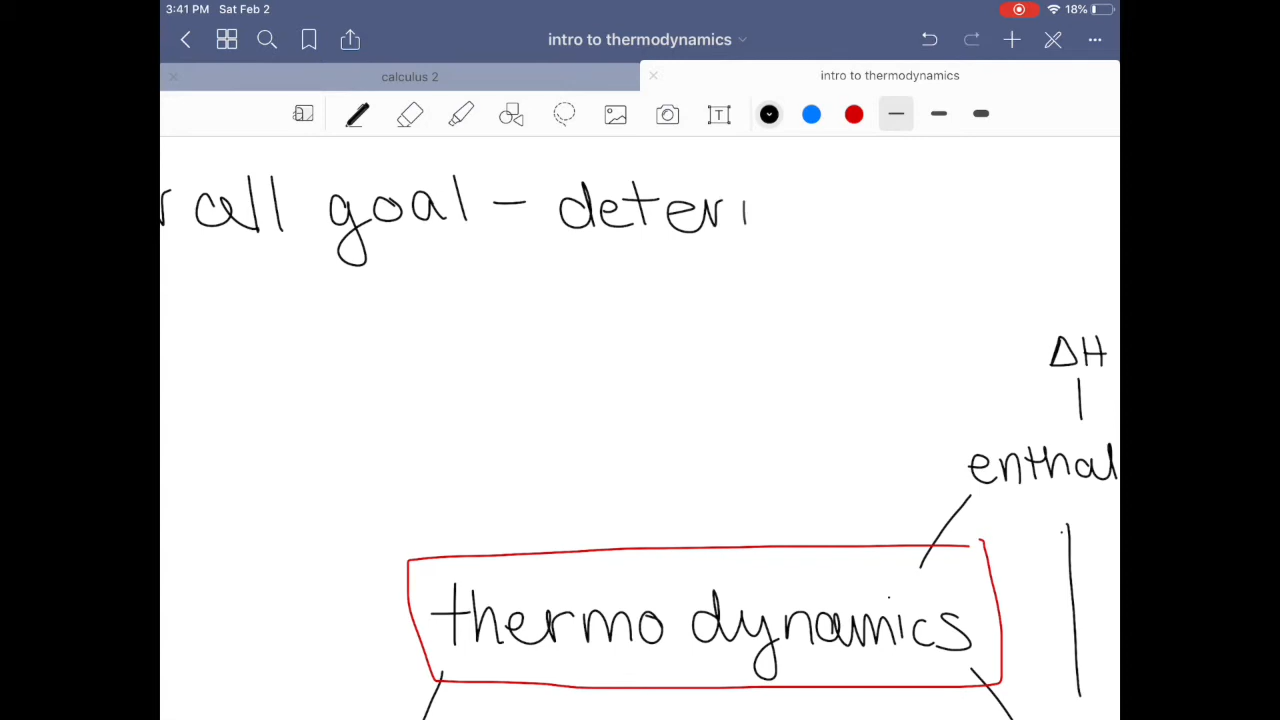 3:41 PM Sat Feb 2 18%
intro to thermodynamics
calculus 2 intro to thermodynamics
T
r all goal - deter
ΔH
enthal
thermo dynamics